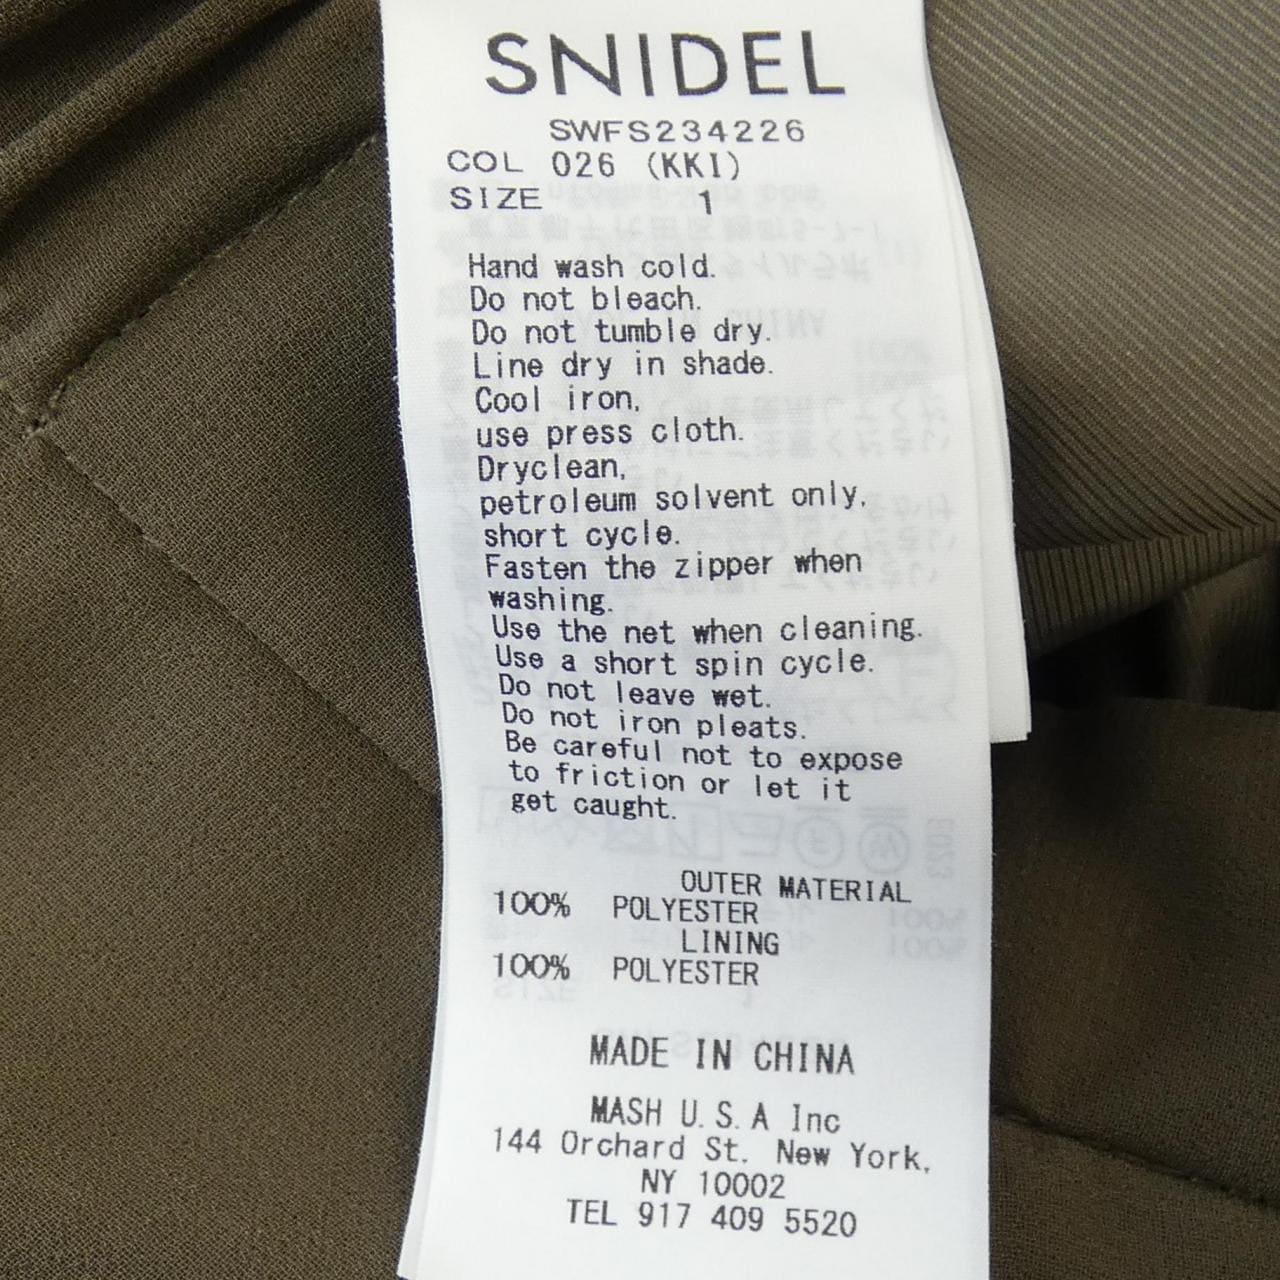 SNIDEL
SWFS234226
COL 026 (KKI)
SIZE 1
Hand wash cold.
Do not bleach.
Do not tumble dry.
Line dry in shade.
Cool iron,
use press cloth.
Dryclean,
petroleum solvent only,
short cycle.
Fasten the zipper when
washing.
Use the net when cleaning.
Use a short spin cycle.
Do not leave wet.
Do not iron pleats.
Be careful not to expose
to friction or let it
get caught.
OUTER MATERIAL
100% POLYESTER
LINING
100% POLYESTER
MADE IN CHINA
MASH U.S.A Inc
144 Orchard St. New York,
NY 10002
TEL 917 409 5520